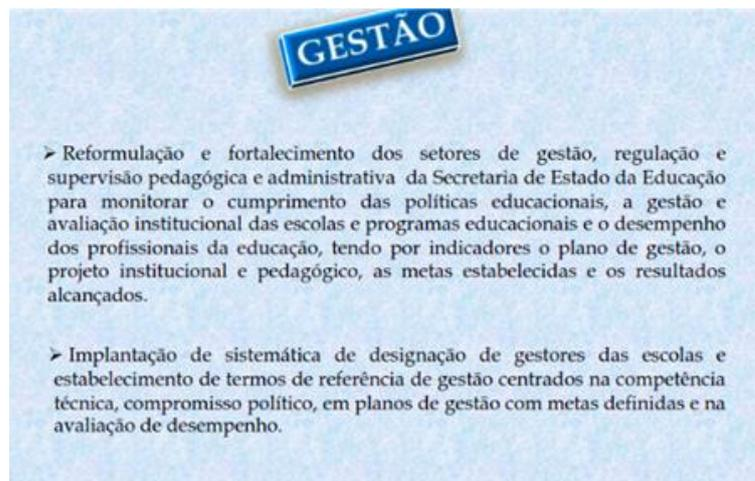 GESTÃO
➢ Reformulação e fortalecimento dos setores de gestão, regulação e
supervisão pedagógica e administrativa da Secretaria de Estado da Educação
para monitorar o cumprimento das políticas educacionais, a gestão e
avaliação institucional das escolas e programas educacionais e o desempenho
dos profissionais da educação, tendo por indicadores o plano de gestão, o
projeto institucional e pedagógico, as metas estabelecidas e os resultados
alcançados.
➢ Implantação de sistemática de designação de gestores das escolas e
estabelecimento de termos de referência de gestão centrados na competência
técnica, compromisso político, em planos de gestão com metas definidas e na
avaliação de desempenho.